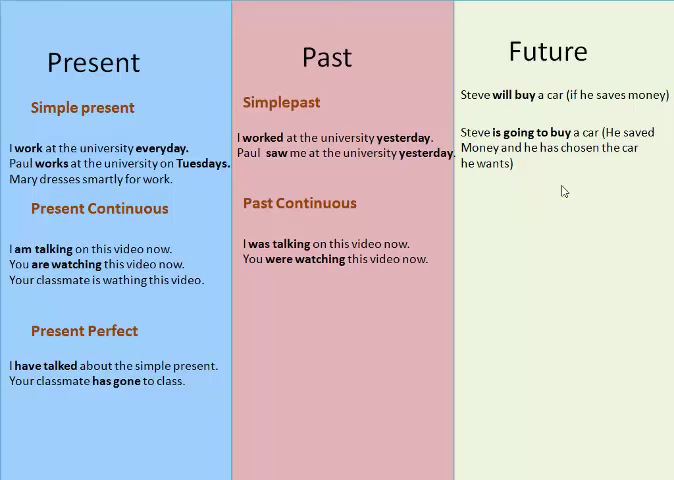 Present
Simple present
I work at the university everyday.
Paul works at the university on Tuesdays.
Mary dresses smartly for work.
Present Continuous
I am talking on this video now.
You are watching this video now.
Your classmate is wathing this video.
Present Perfect
I have talked about the simple present.
Your classmate has gone to class.
Past
Simplepast
I worked at the university yesterday.
Paul saw me at the university yesterday.
Past Continuous
I was talking on this video now.
You were watching this video now.
Future
Steve will buy a car (if he saves money)
Steve is going to buy a car (He saved
Money and he has chosen the car
he wants)